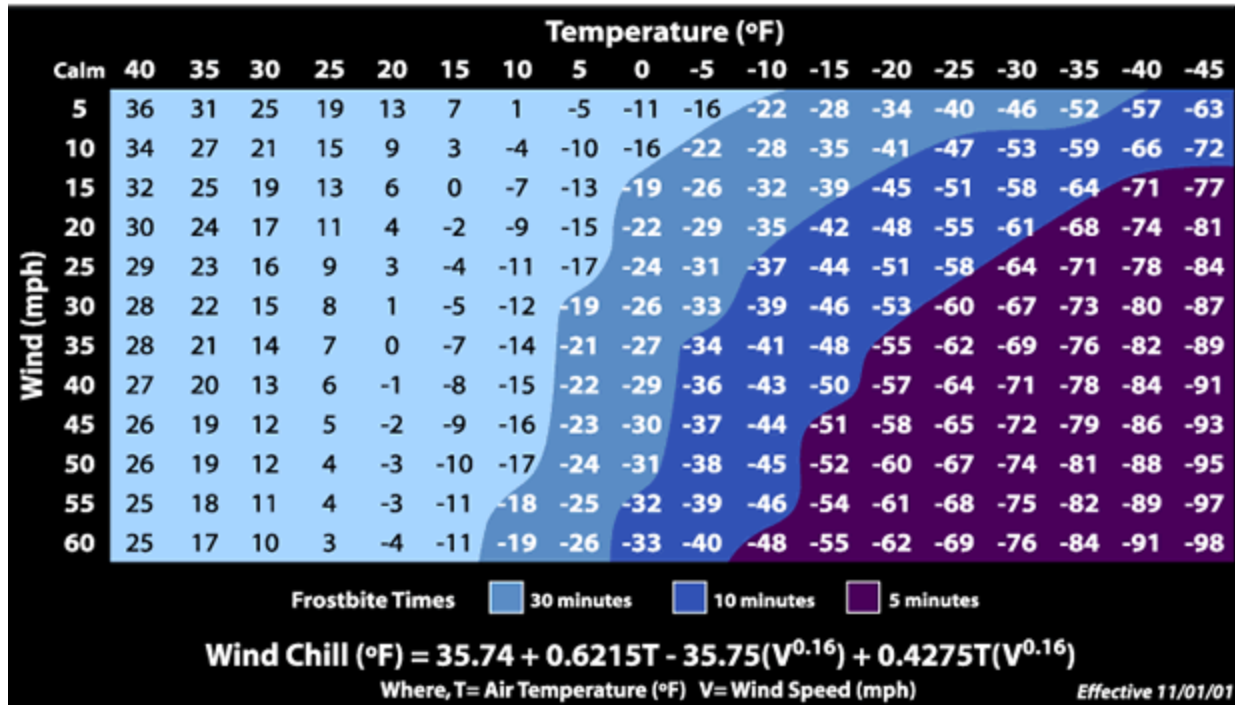 Temperature (ºF)
Calm 40 35 30 25 20 15 10 5 0 -5 -10 -15 -20 -25 -30 -35 -40 -45
5 36 31 25 19 13 7 1 -5 -11 -16 -22 -28 -34 -40 -46 -52 -57 -63
10 34 27 21 15 9 3 -4 -10 -16 -22 -28 -35 -41 -47 -53 -59 -66 -72
15 32 25 19 13 6 0 -7 -13 -19 -26 -32 -39 -45 -51 -58 -64 -71 -77
20 30 24 17 11 4 -2 -9 -15 -22 -29 -35 -42 -48 -55 -61 -68 -74 -81
25 29 23 16 9 3 -4 -11 -17 -24 -31 -37 -44 -51 -58 -64 -71 -78 -84
30 28 22 15 8 1 -5 -12 -19 -26 -33 -39 -46 -53 -60 -67 -73 -80 -87
35 28 21 14 7 0 -7 -14 -21 -27 -34 -41 -48 -55 -62 -69 -76 -82 -89
40 27 20 13 6 -1 -8 -15 -22 -29 -36 -43 -50 -57 -64 -71 -78 -84 -91
45 26 19 12 5 -2 -9 -16 -23 -30 -37 -44 -51 -58 -65 -72 -79 -86 -93
50 26 19 12 4 -3 -10 -17 -24 -31 -38 -45 -52 -60 -67 -74 -81 -88 -95
55 25 18 11 4 -3 -11 -18 -25 -32 -39 -46 -54 -61 -68 -75 -82 -89 -97
60 25 17 10 3 -4 -11 -19 -26 -33 -40 -48 -55 -62 -69 -76 -84 -91 -98
Wind (mph)
Frostbite Times 30 minutes 10 minutes 5 minutes
Wind Chill (ºF) = 35.74 + 0.6215T - 35.75(V^0.16) + 0.4275T(V^0.16)
Where, T= Air Temperature (ºF) V= Wind Speed (mph)
Effective 11/01/01